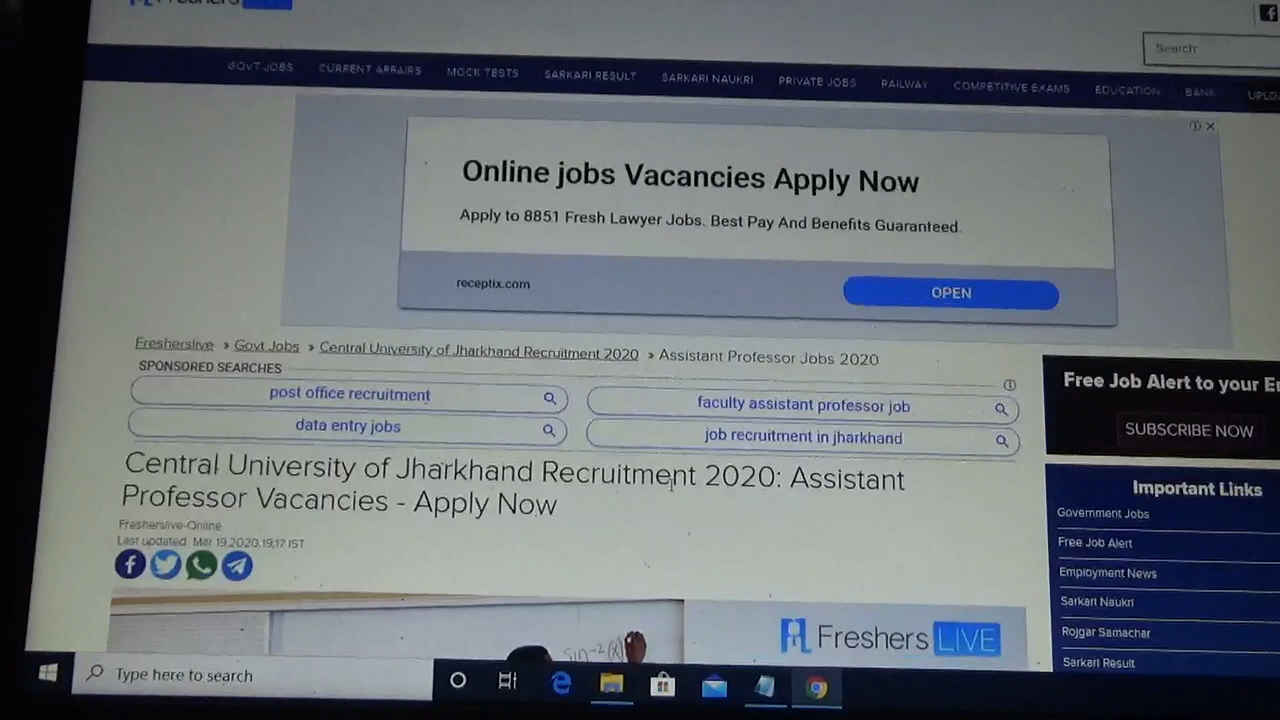 Freshers
GOVT JOBS CURRENT AFFAIRS MOCK TESTS SARKARI RESULT SARKARI NAUKRI PRIVATE JOBS RAILWAY COMPETITIVE EXAMS EDUCATION BANK
Search
Online jobs Vacancies Apply Now
Apply to 8851 Fresh Lawyer Jobs. Best Pay And Benefits Guaranteed.
receptix.com
OPEN
Fresherslive » Govt Jobs » Central University of Jharkhand Recruitment 2020 » Assistant Professor Jobs 2020
SPONSORED SEARCHES
post office recruitment
faculty assistant professor job
data entry jobs
job recruitment in jharkhand
Central University of Jharkhand Recruitment 2020: Assistant
Professor Vacancies - Apply Now
Fresherslive-Online
Last updated Mar 19,2020,19:17 IST
sin⁻²(x)
Freshers LIVE
Free Job Alert to your
SUBSCRIBE NOW
Important Links
Government Jobs
Free Job Alert
Employment News
Sarkari Naukri
Rojgar Samachar
Sarkari Result
Type here to search